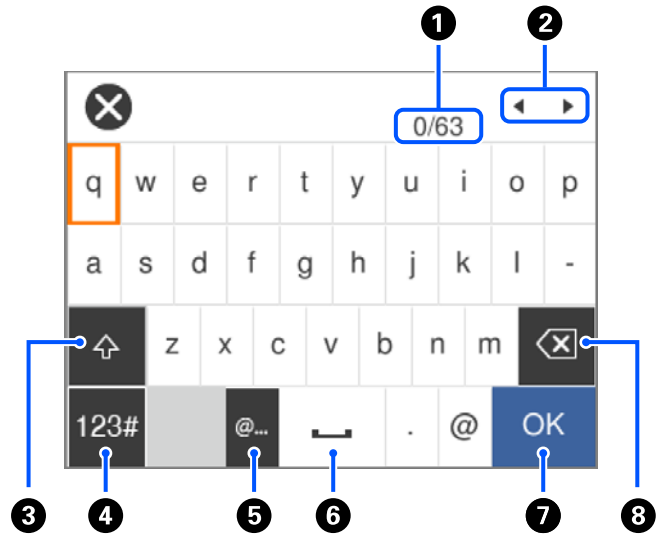 1 2
0/63
q w e r t y u i o p
a s d f g h j k l -
z x c v b n m
123# @... . @ OK
3 4 5 6 7 8